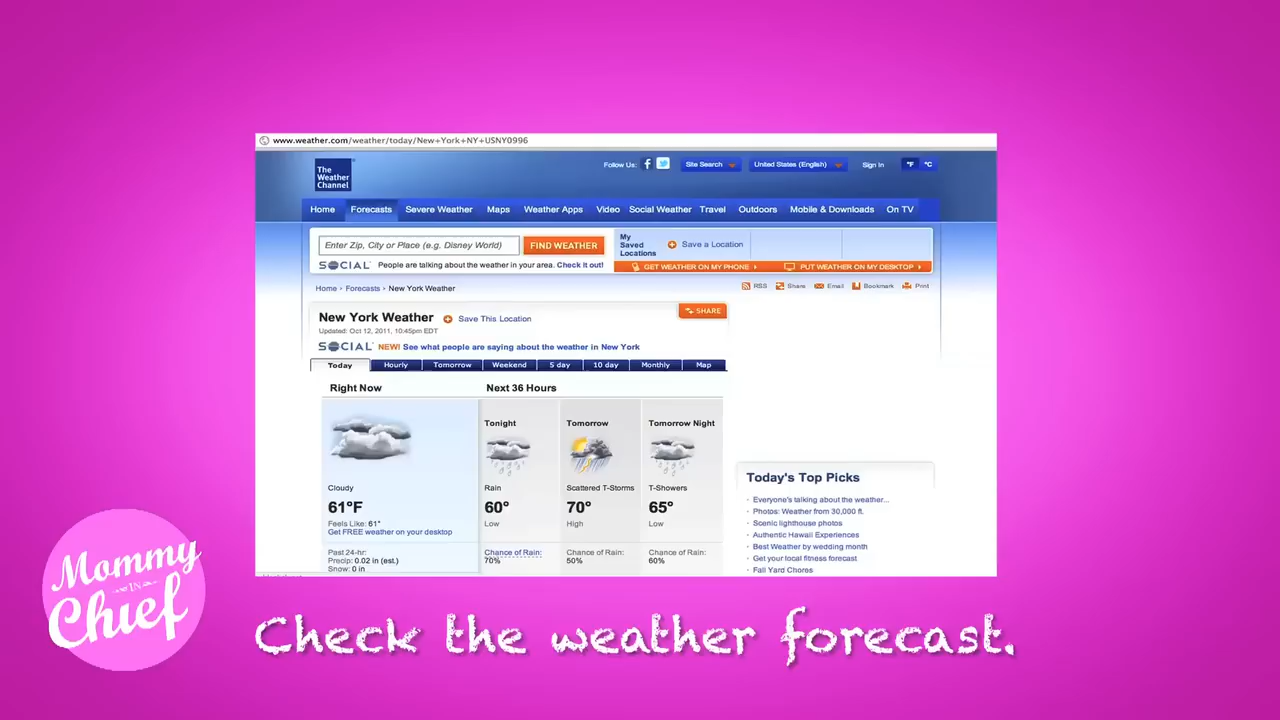 www.weather.com/weather/today/New+York+NY+USNY0996
The Weather Channel
Follow Us:
Site Search
United States (English)
Sign In
°F
°C
Home Forecasts Severe Weather Maps Weather Apps Video Social Weather Travel Outdoors Mobile & Downloads On TV
Enter Zip, City or Place (e.g. Disney World)
FIND WEATHER
My Saved Locations
Save a Location
SOCIAL People are talking about the weather in your area. Check it out!
GET WEATHER ON MY PHONE
PUT WEATHER ON MY DESKTOP
Home › Forecasts › New York Weather
RSS Share Email Bookmark Print
New York Weather
Save This Location
SHARE
Updated: Oct 12, 2011, 10:45pm EDT
SOCIAL NEW! See what people are saying about the weather in New York
Today Hourly Tomorrow Weekend 5 day 10 day Monthly Map
Right Now
Next 36 Hours
Cloudy
61°F
Feels Like: 61°
Get FREE weather on your desktop
Past 24-hr:
Precip: 0.02 in (est.)
Snow: 0 in
Tonight
Rain
60°
Low
Chance of Rain:
70%
Tomorrow
Scattered T-Storms
70°
High
Chance of Rain:
50%
Tomorrow Night
T-Showers
65°
Low
Chance of Rain:
60%
Today's Top Picks
Everyone's talking about the weather...
Photos: Weather from 30,000 ft.
Scenic lighthouse photos
Authentic Hawaii Experiences
Best Weather by wedding month
Get your local fitness forecast
Fall Yard Chores
Mommy
IN
Chief
Check the weather forecast.